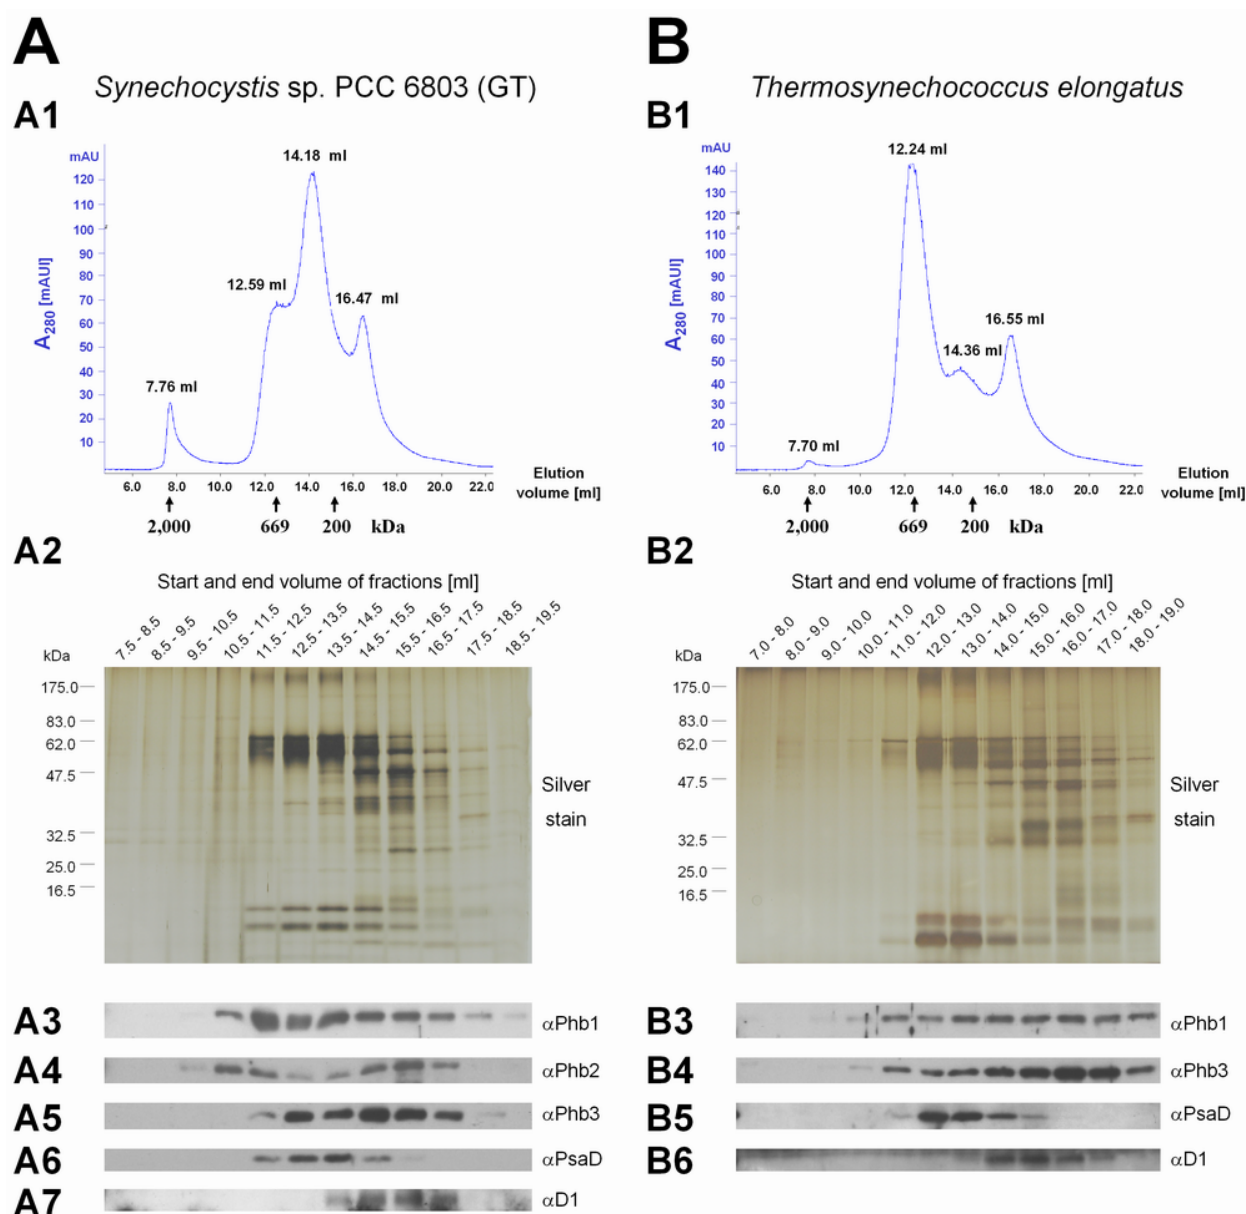 A
Synechocystis sp. PCC 6803 (GT)
A1
mAU
120
110
100
90
80
70
60
50
40
30
20
10
A280 [mAUI]
7.76 ml
12.59 ml
14.18 ml
16.47 ml
6.0 8.0 10.0 12.0 14.0 16.0 18.0 20.0 22.0
Elution
volume [ml]
2,000 669 200 kDa
A2
Start and end volume of fractions [ml]
7.5 - 8.5
8.5 - 9.5
9.5 - 10.5
10.5 - 11.5
11.5 - 12.5
12.5 - 13.5
13.5 - 14.5
14.5 - 15.5
15.5 - 16.5
16.5 - 17.5
17.5 - 18.5
18.5 - 19.5
kDa
175.0
83.0
62.0
47.5
32.5
25.0
16.5
Silver
stain
A3 αPhb1
A4 αPhb2
A5 αPhb3
A6 αPsaD
A7 αD1
B
Thermosynechococcus elongatus
B1
mAU
140
130
120
110
100
90
80
70
60
50
40
30
20
10
A280 [mAUI]
7.70 ml
12.24 ml
14.36 ml
16.55 ml
6.0 8.0 10.0 12.0 14.0 16.0 18.0 20.0 22.0
Elution
volume [ml]
2,000 669 200 kDa
B2
Start and end volume of fractions [ml]
7.0 - 8.0
8.0 - 9.0
9.0 - 10.0
10.0 - 11.0
11.0 - 12.0
12.0 - 13.0
13.0 - 14.0
14.0 - 15.0
15.0 - 16.0
16.0 - 17.0
17.0 - 18.0
18.0 - 19.0
kDa
175.0
83.0
62.0
47.5
32.5
25.0
16.5
Silver
stain
B3 αPhb1
B4 αPhb3
B5 αPsaD
B6 αD1